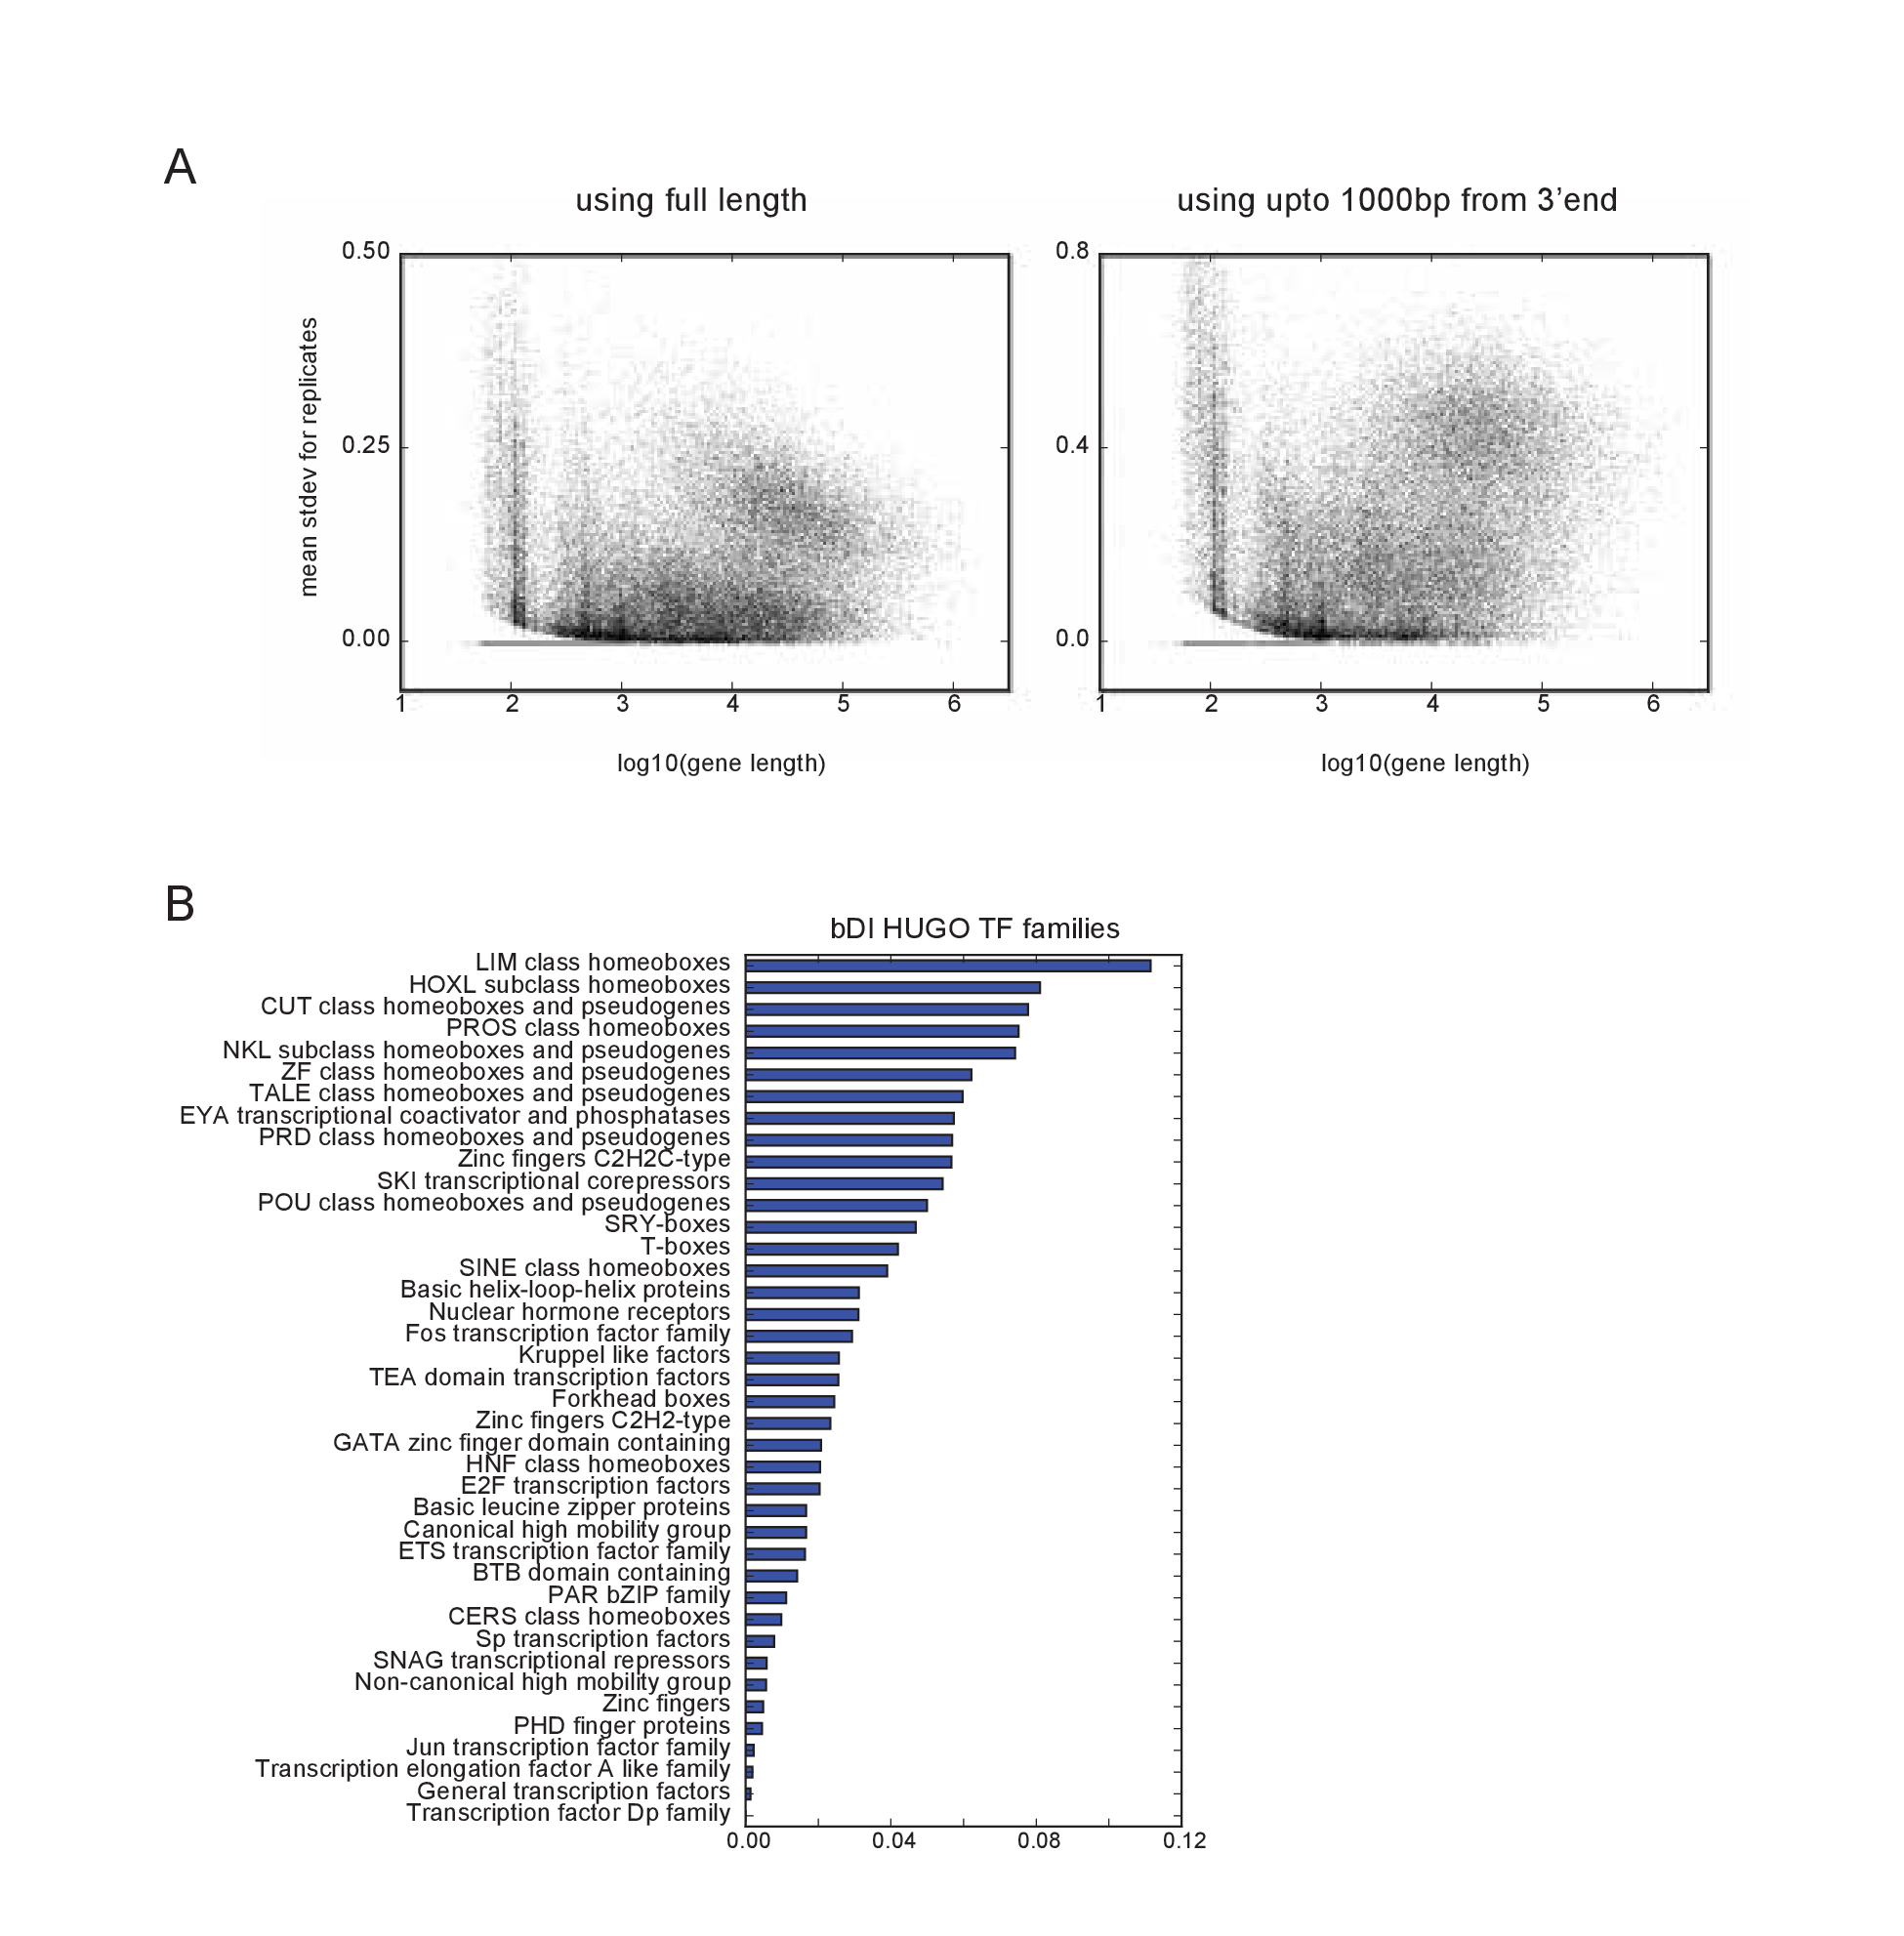 A
using full length
using upto 1000bp from 3’end
mean stdev for replicates
0.50
0.25
0.00
1 2 3 4 5 6
log10(gene length)
0.8
0.4
0.0
1 2 3 4 5 6
log10(gene length)
B
bDI HUGO TF families
LIM class homeoboxes
HOXL subclass homeoboxes
CUT class homeoboxes and pseudogenes
PROS class homeoboxes
NKL subclass homeoboxes and pseudogenes
ZF class homeoboxes and pseudogenes
TALE class homeoboxes and pseudogenes
EYA transcriptional coactivator and phosphatases
PRD class homeoboxes and pseudogenes
Zinc fingers C2H2C-type
SKI transcriptional corepressors
POU class homeoboxes and pseudogenes
SRY-boxes
T-boxes
SINE class homeoboxes
Basic helix-loop-helix proteins
Nuclear hormone receptors
Fos transcription factor family
Kruppel like factors
TEA domain transcription factors
Forkhead boxes
Zinc fingers C2H2-type
GATA zinc finger domain containing
HNF class homeoboxes
E2F transcription factors
Basic leucine zipper proteins
Canonical high mobility group
ETS transcription factor family
BTB domain containing
PAR bZIP family
CERS class homeoboxes
Sp transcription factors
SNAG transcriptional repressors
Non-canonical high mobility group
Zinc fingers
PHD finger proteins
Jun transcription factor family
Transcription elongation factor A like family
General transcription factors
Transcription factor Dp family
0.00 0.04 0.08 0.12